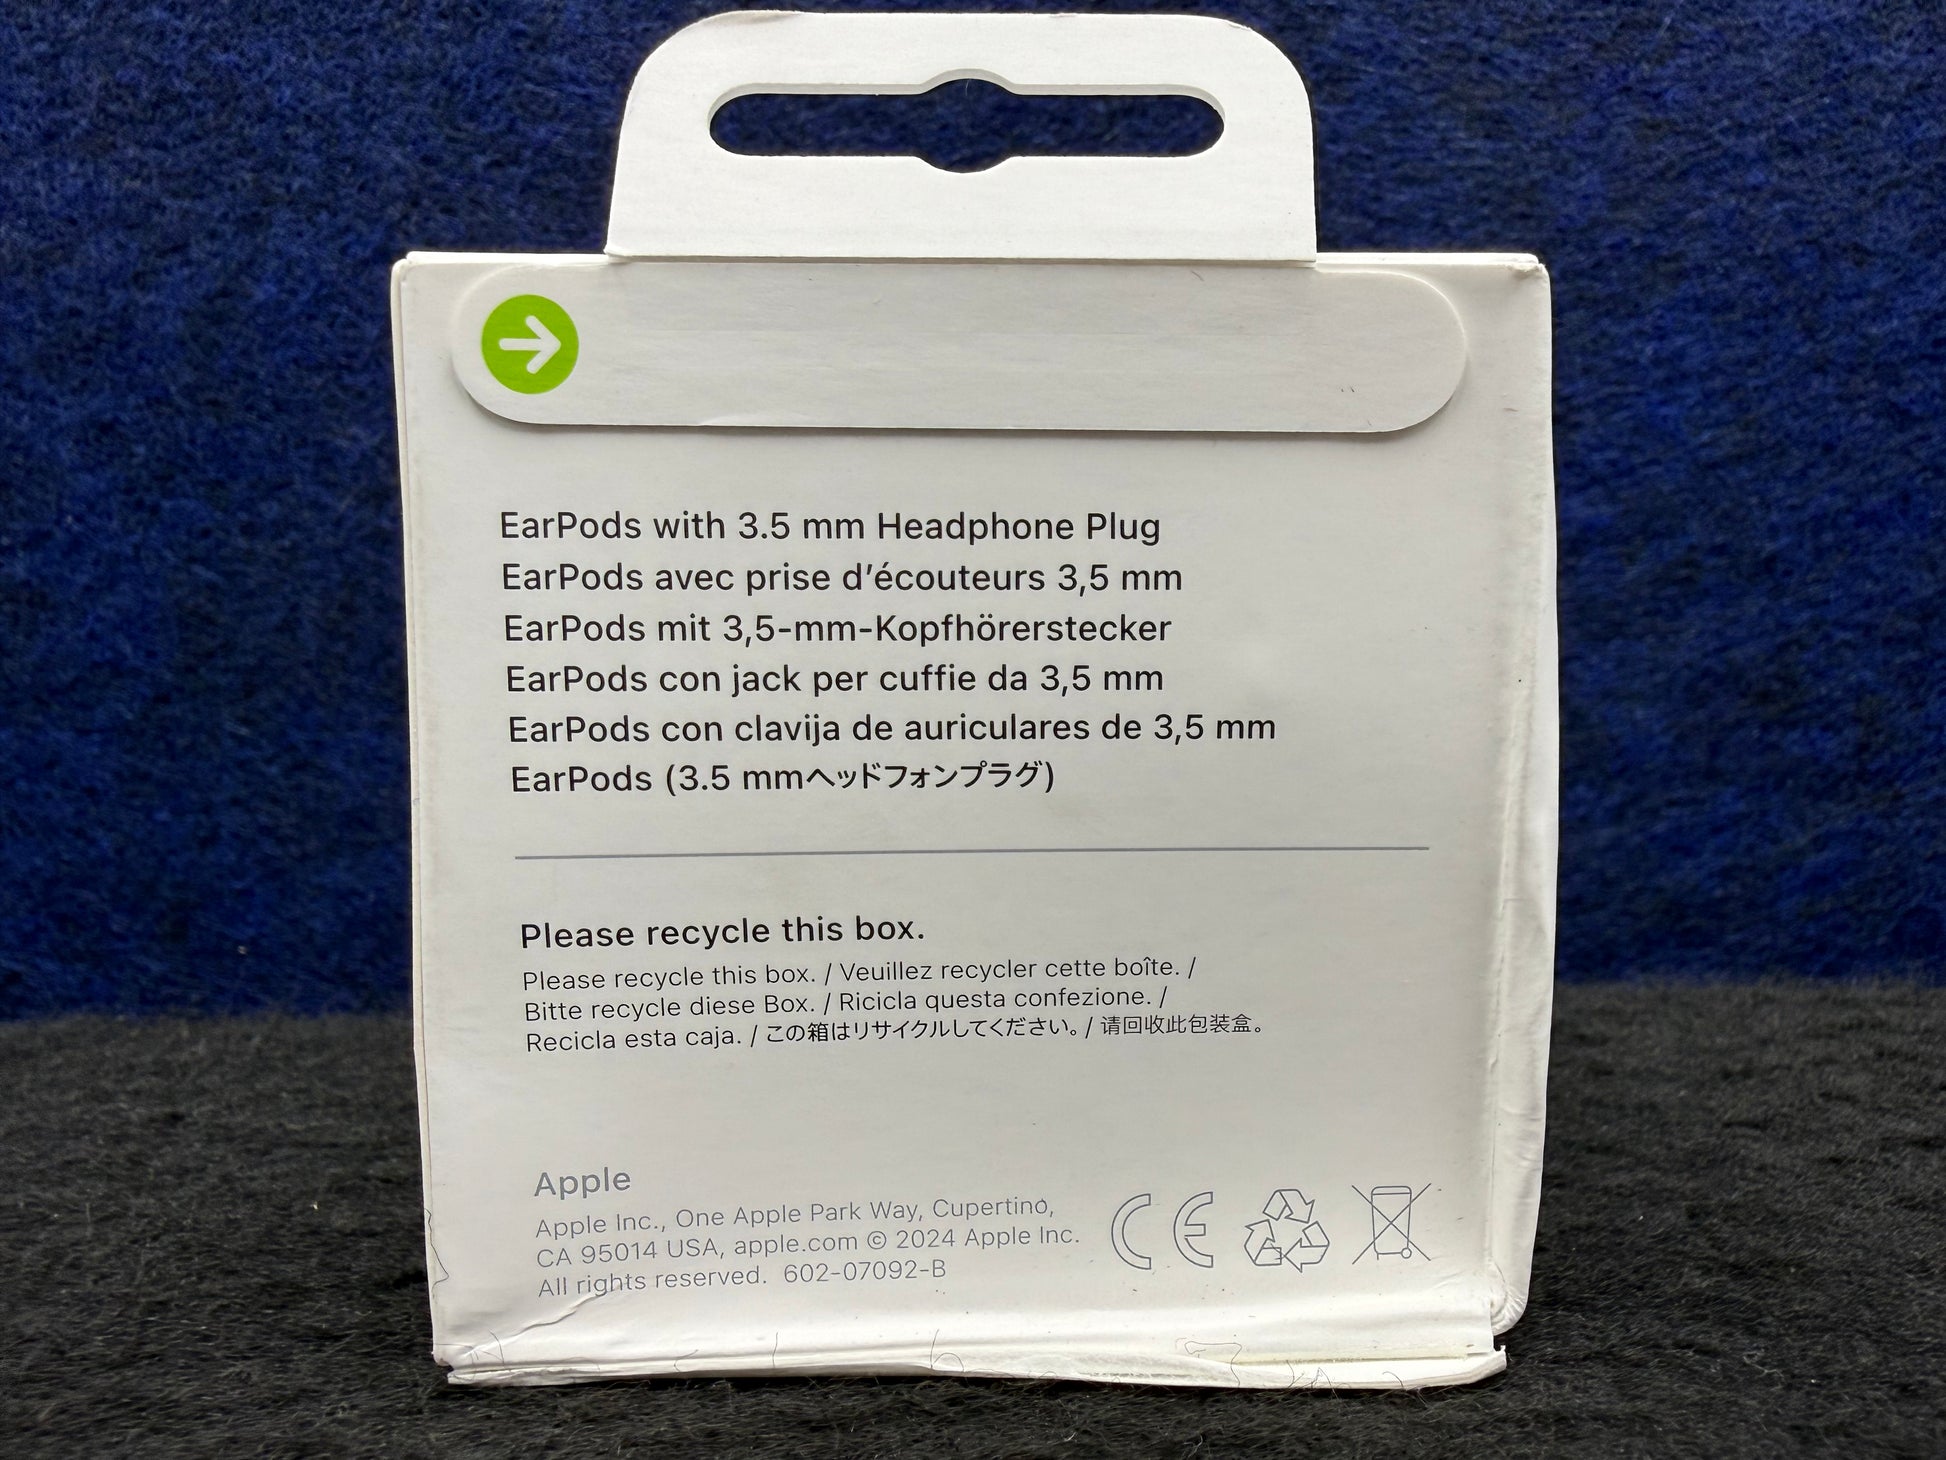 EarPods with 3.5 mm Headphone Plug
EarPods avec prise d’écouteurs 3,5 mm
EarPods mit 3,5-mm-Kopfhörerstecker
EarPods con jack per cuffie da 3,5 mm
EarPods con clavija de auriculares de 3,5 mm
EarPods (3.5 mmヘッドフォンプラグ)
Please recycle this box.
Please recycle this box. / Veuillez recycler cette boîte. /
Bitte recycle diese Box. / Ricicla questa confezione. /
Recicla esta caja. / この箱はリサイクルしてください。/ 请回收此包装盒。
Apple
Apple Inc., One Apple Park Way, Cupertino,
CA 95014 USA, apple.com © 2024 Apple Inc.
All rights reserved. 602-07092-B
CE